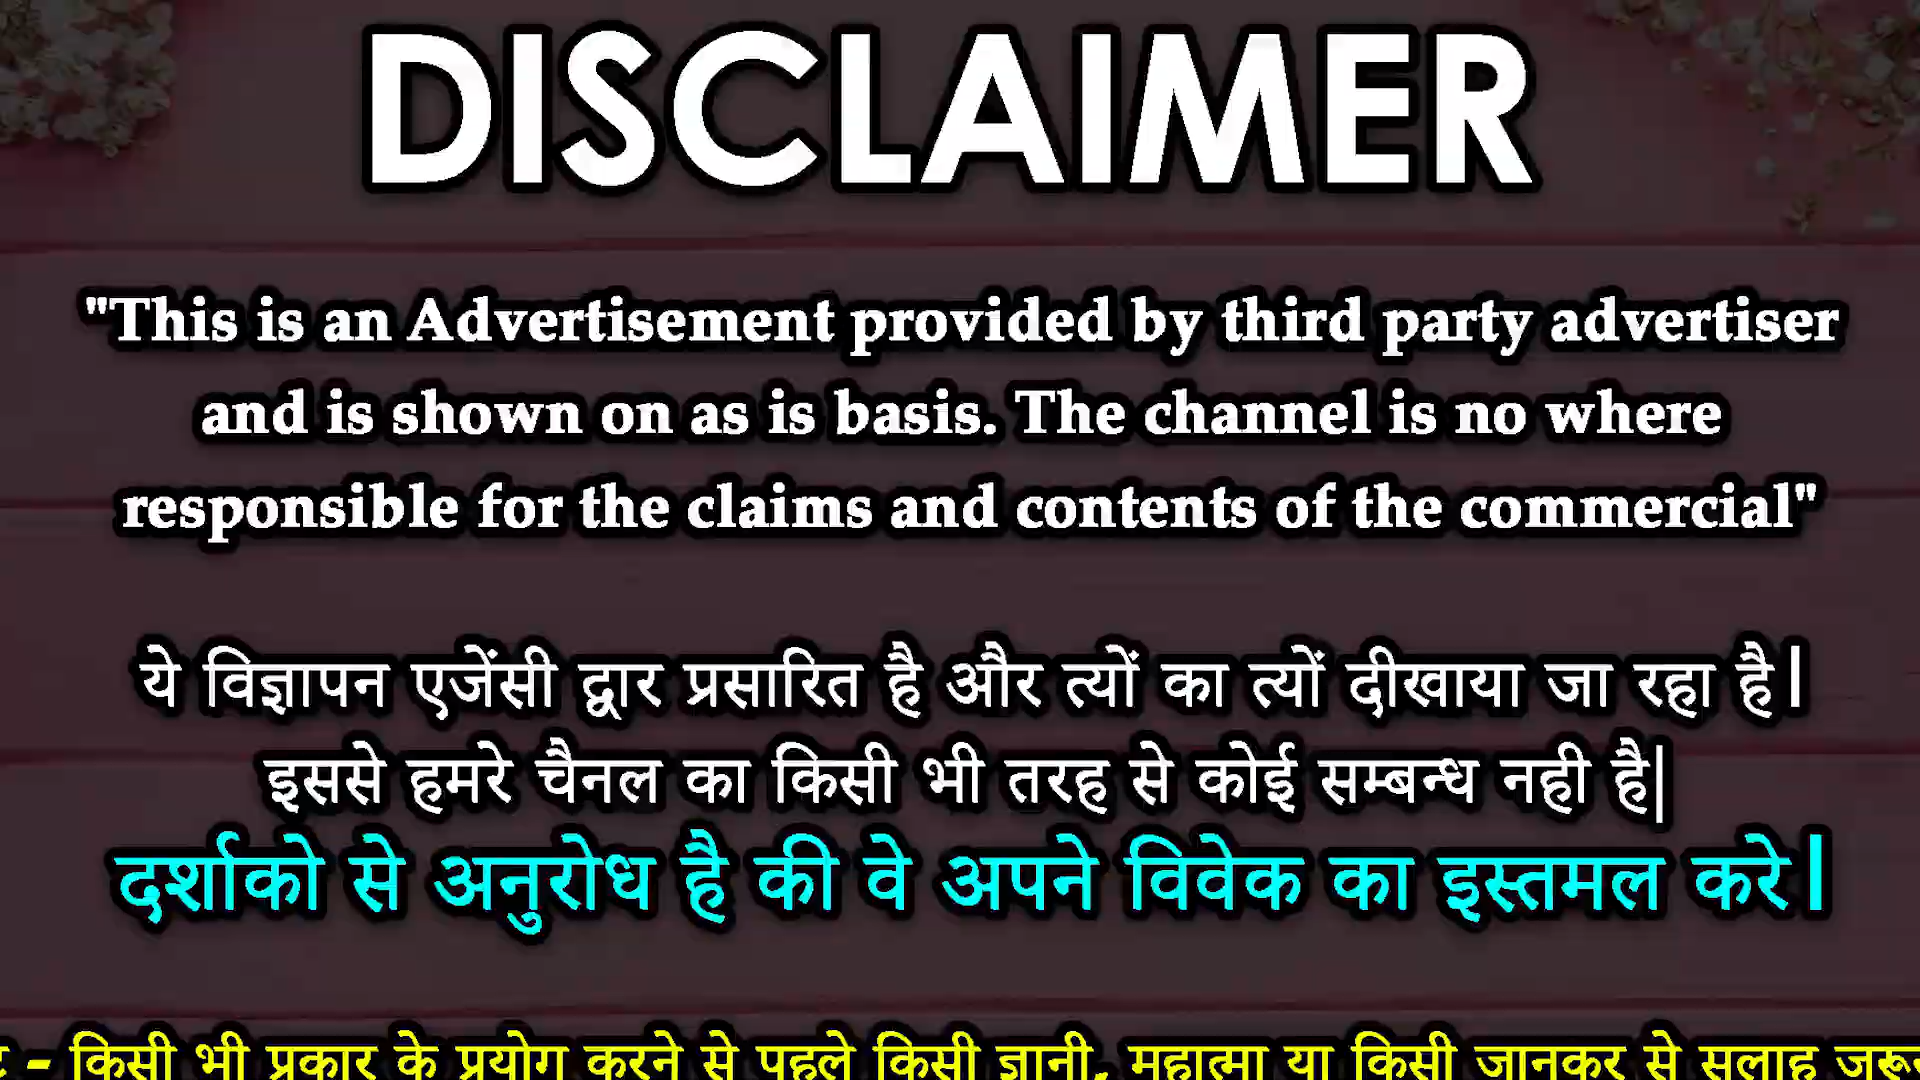 DISCLAIMER
"This is an Advertisement provided by third party advertiser
and is shown on as is basis. The channel is no where
responsible for the claims and contents of the commercial"
ये विज्ञापन एजेंसी द्वार प्रसारित है और त्यों का त्यों दीखाया जा रहा है।
इससे हमरे चैनल का किसी भी तरह से कोई सम्बन्ध नही है|
दर्शाको से अनुरोध है की वे अपने विवेक का इस्तमल करे।
- किसी भी प्रकार के प्रयोग करने से पहले किसी ज्ञानी, महात्मा या किसी जानकर से सलाह